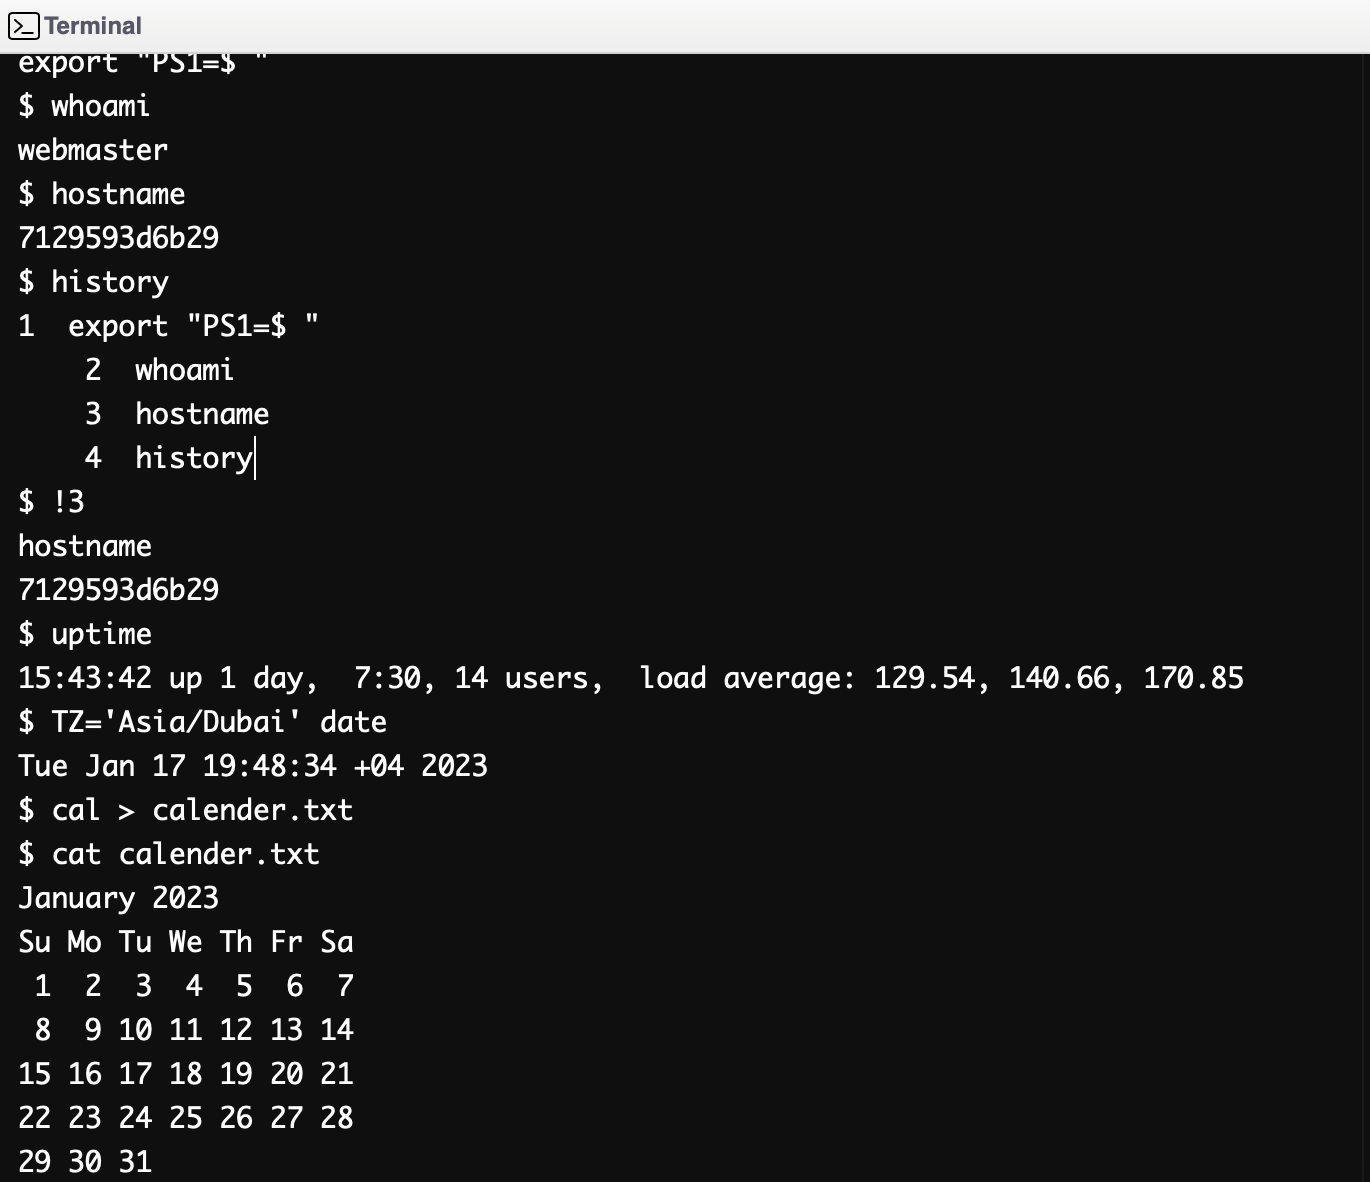 Terminal
export "PS1=$ "
$ whoami
webmaster
$ hostname
7129593d6b29
$ history
1  export "PS1=$ "
    2  whoami
    3  hostname
    4  history
$ !3
hostname
7129593d6b29
$ uptime
15:43:42 up 1 day,  7:30, 14 users,  load average: 129.54, 140.66, 170.85
$ TZ='Asia/Dubai' date
Tue Jan 17 19:48:34 +04 2023
$ cal > calender.txt
$ cat calender.txt
January 2023
Su Mo Tu We Th Fr Sa
 1  2  3  4  5  6  7
 8  9 10 11 12 13 14
15 16 17 18 19 20 21
22 23 24 25 26 27 28
29 30 31